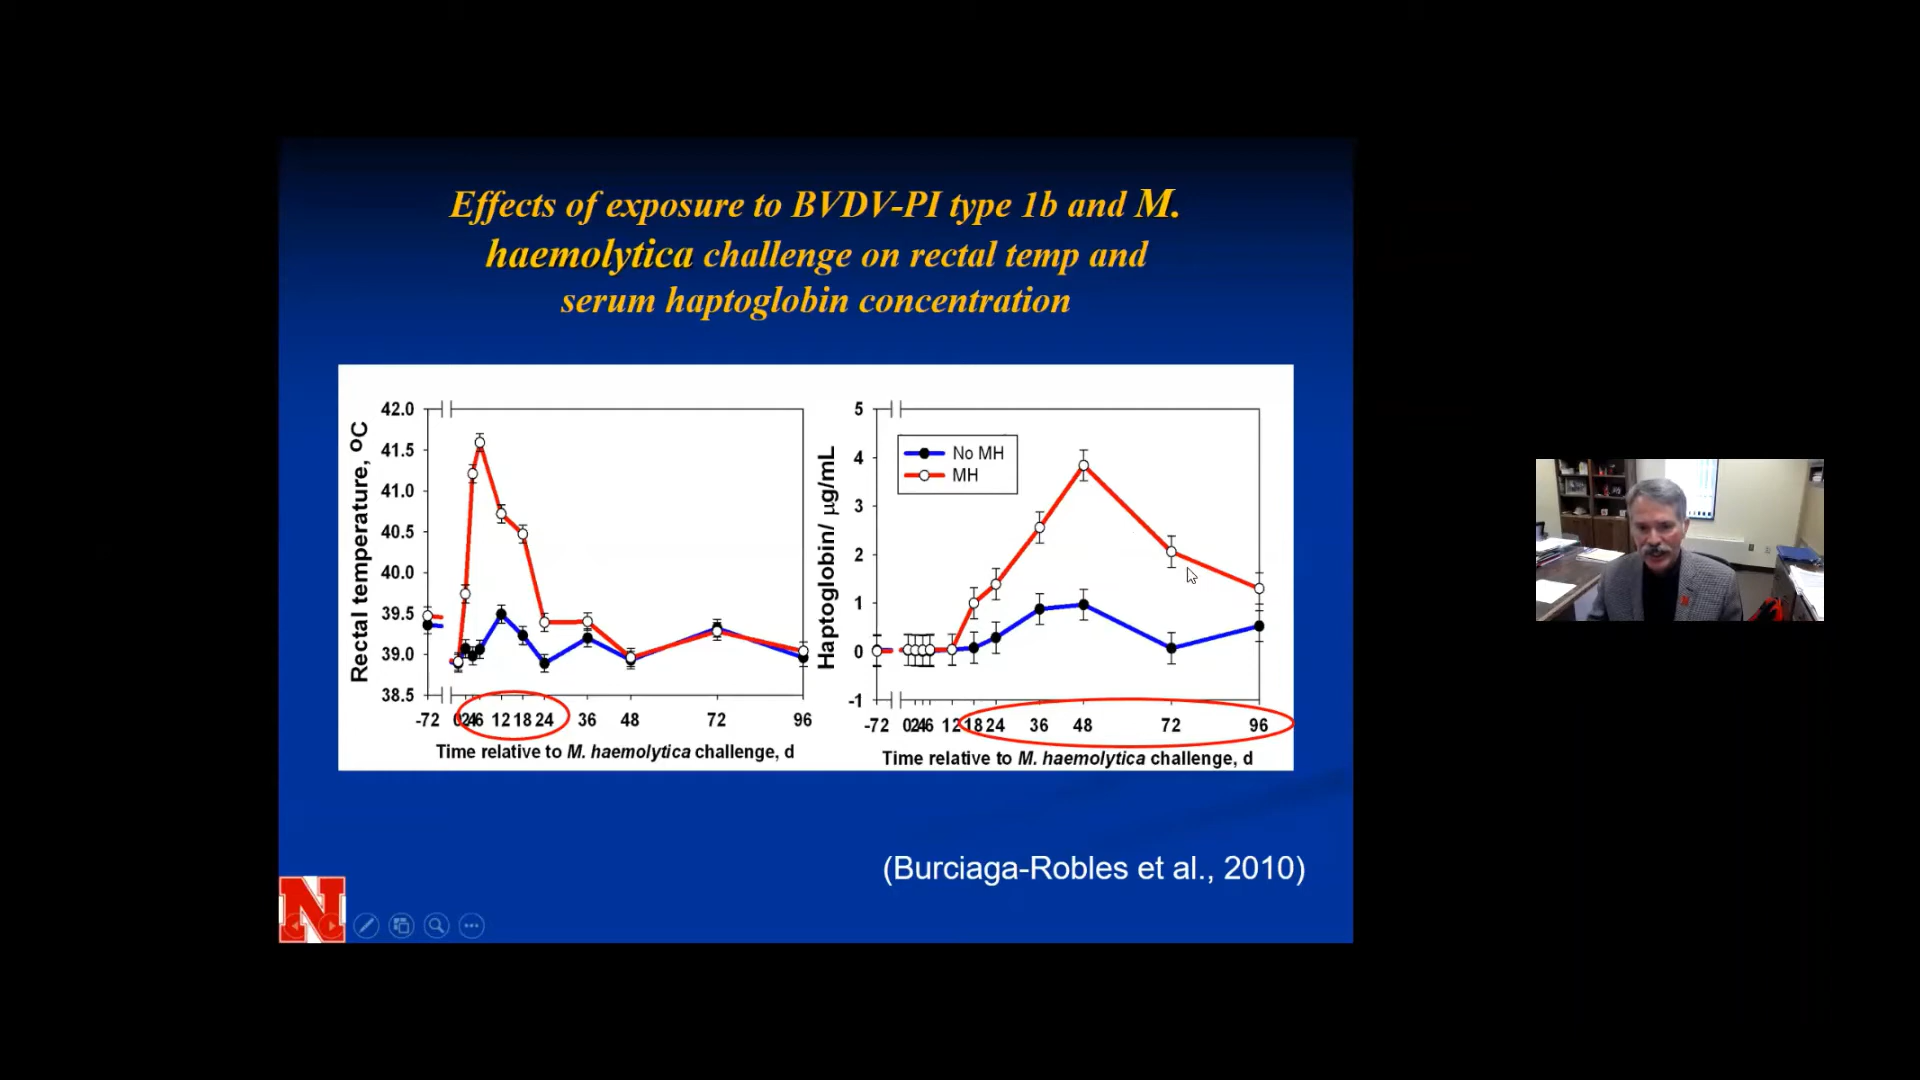 Effects of exposure to BVDV-PI type 1b and M.
haemolytica challenge on rectal temp and
serum haptoglobin concentration
Rectal temperature, ºC
42.0
41.5
41.0
40.5
40.0
39.5
39.0
38.5
-72 0 2 4 6 12 18 24 36 48 72 96
Time relative to M. haemolytica challenge, d
Haptoglobin/ µg/mL
5
4
3
2
1
0
-1
No MH
MH
-72 0 2 4 6 12 18 24 36 48 72 96
Time relative to M. haemolytica challenge, d
(Burciaga-Robles et al., 2010)
N